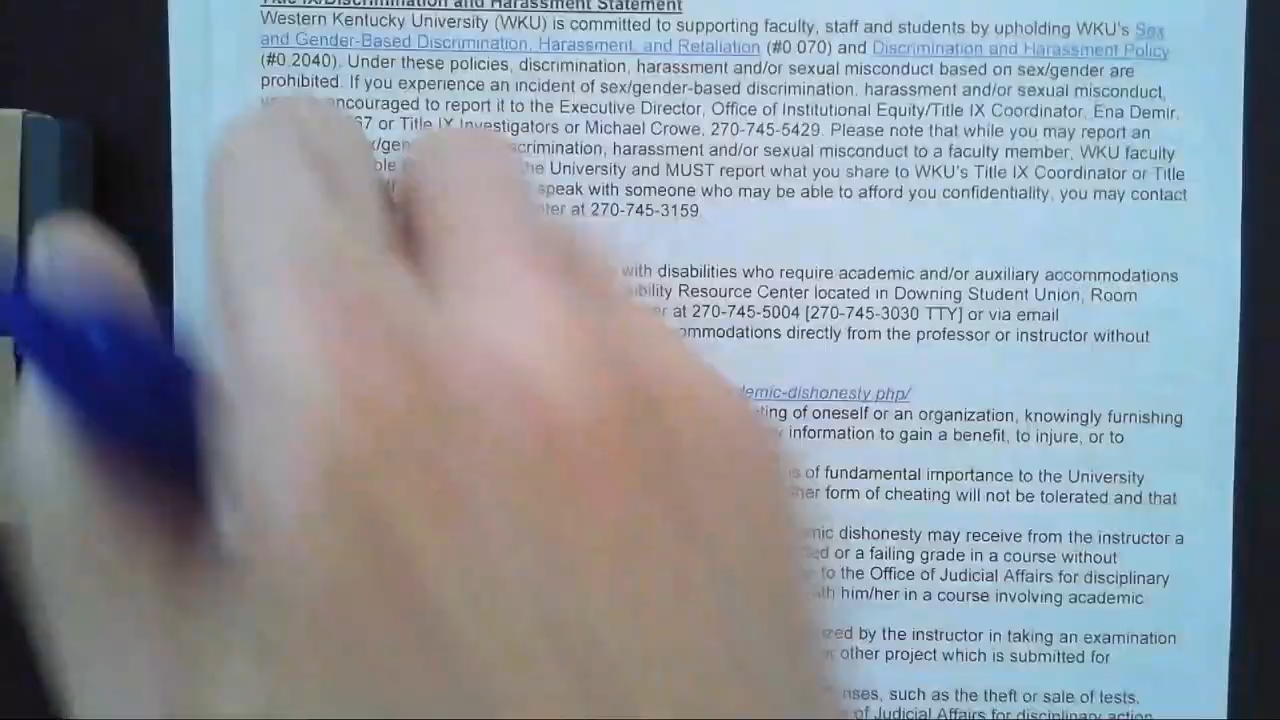 Title IX/Discrimination and Harassment Statement
Western Kentucky University (WKU) is committed to supporting faculty, staff and students by upholding WKU's Sex
and Gender-Based Discrimination, Harassment, and Retaliation (#0.070) and Discrimination and Harassment Policy
(#0.2040). Under these policies, discrimination, harassment and/or sexual misconduct based on sex/gender are
prohibited. If you experience an incident of sex/gender-based discrimination, harassment and/or sexual misconduct,
ncouraged to report it to the Executive Director, Office of Institutional Equity/Title IX Coordinator, Ena Demir,
67 or Title IX Investigators or Michael Crowe, 270-745-5429. Please note that while you may report an
x/gen crimination, harassment and/or sexual misconduct to a faculty member, WKU faculty
ble he University and MUST report what you share to WKU's Title IX Coordinator or Title
speak with someone who may be able to afford you confidentiality, you may contact
ter at 270-745-3159.
with disabilities who require academic and/or auxiliary accommodations
bility Resource Center located in Downing Student Union, Room
er at 270-745-5004 [270-745-3030 TTY] or via email
ommodations directly from the professor or instructor without
demic-dishonesty.php/
ting of oneself or an organization, knowingly furnishing
information to gain a benefit, to injure, or to
is of fundamental importance to the University
her form of cheating will not be tolerated and that
mic dishonesty may receive from the instructor a
ed or a failing grade in a course without
to the Office of Judicial Affairs for disciplinary
ith him/her in a course involving academic
ized by the instructor in taking an examination
other project which is submitted for
nses, such as the theft or sale of tests,
of Judicial Affairs for disciplinary action